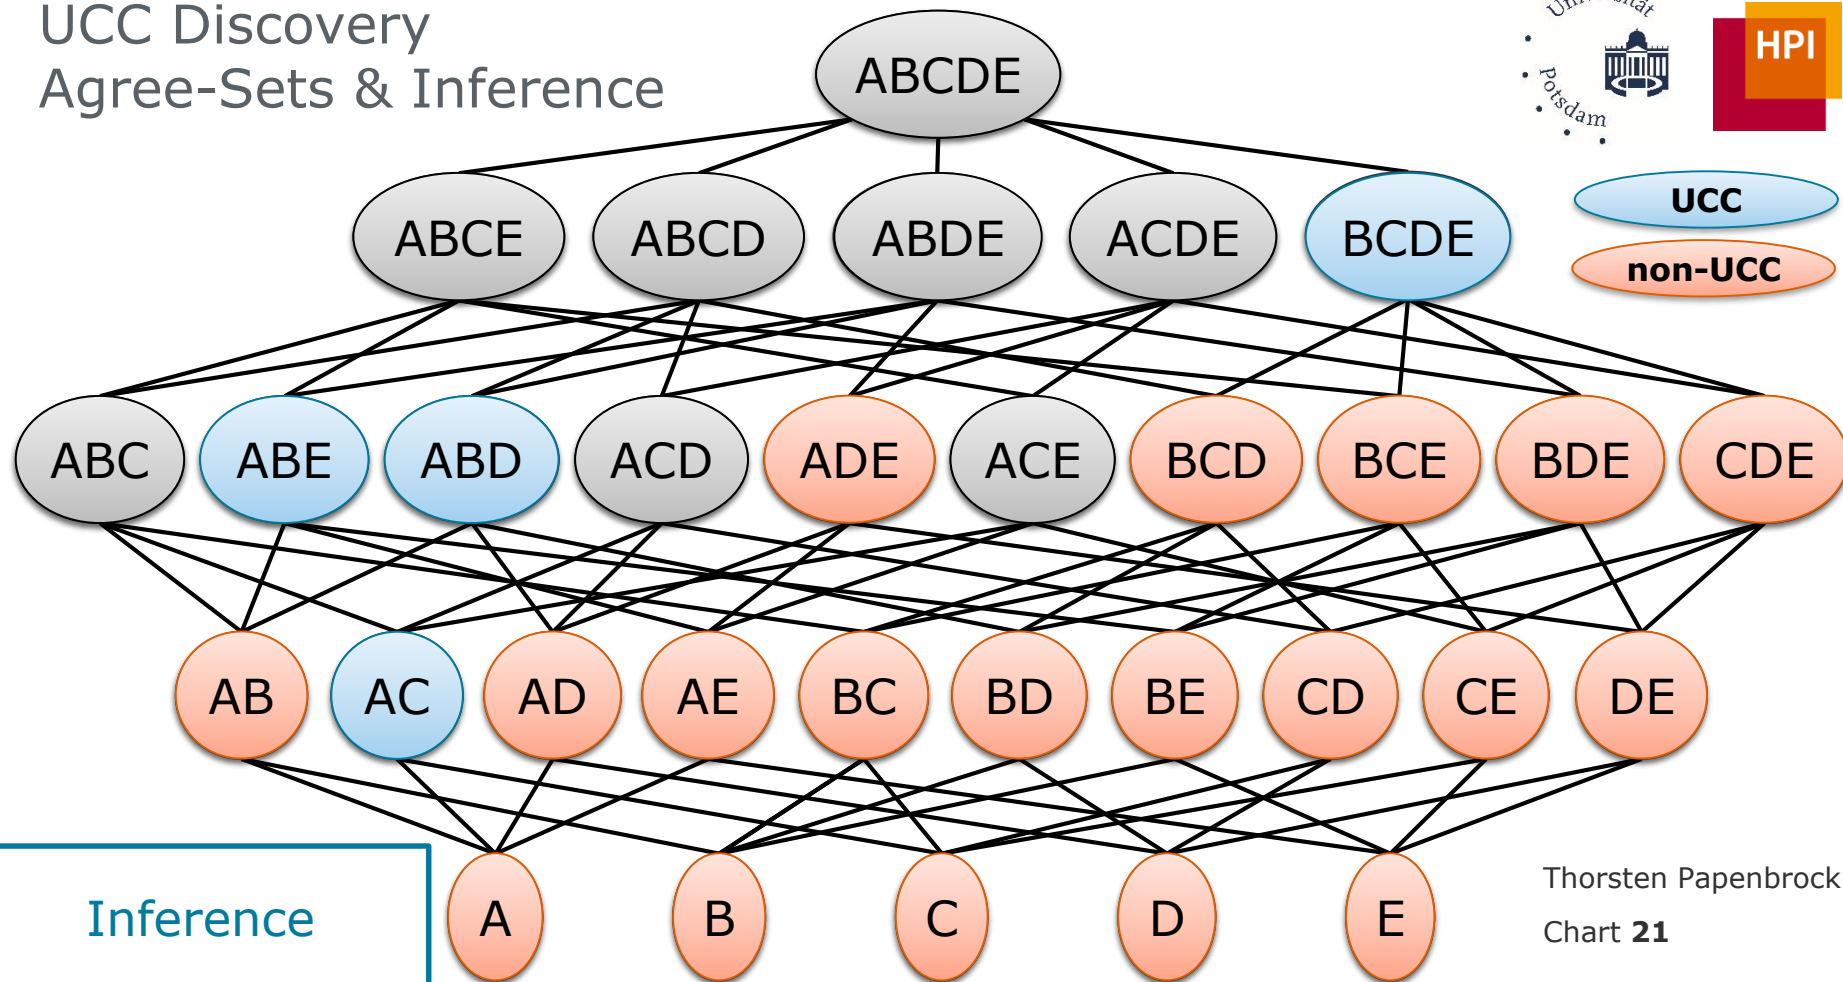 UCC Discovery
Agree-Sets & Inference
Universität
Potsdam
HPI
ABCDE
UCC
non-UCC
ABCE ABCD ABDE ACDE BCDE
ABC ABE ABD ACD ADE ACE BCD BCE BDE CDE
AB AC AD AE BC BD BE CD CE DE
A B C D E
Inference
Thorsten Papenbrock
Chart 21